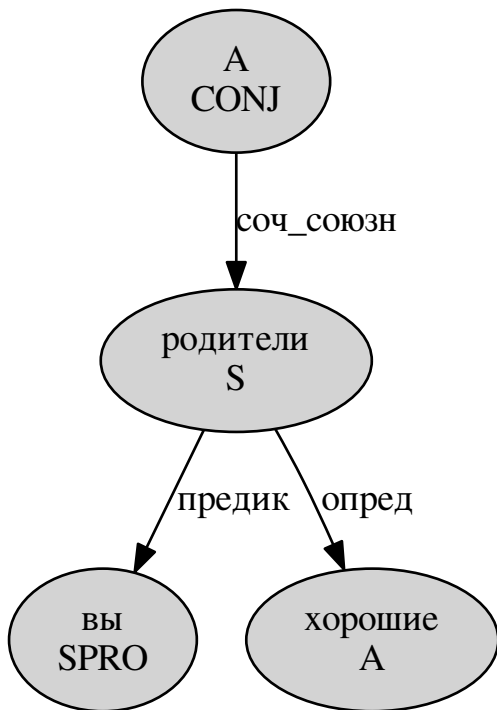 А
CONJ
соч_союзн
родители
S
предик
опред
вы
SPRO
хорошие
A